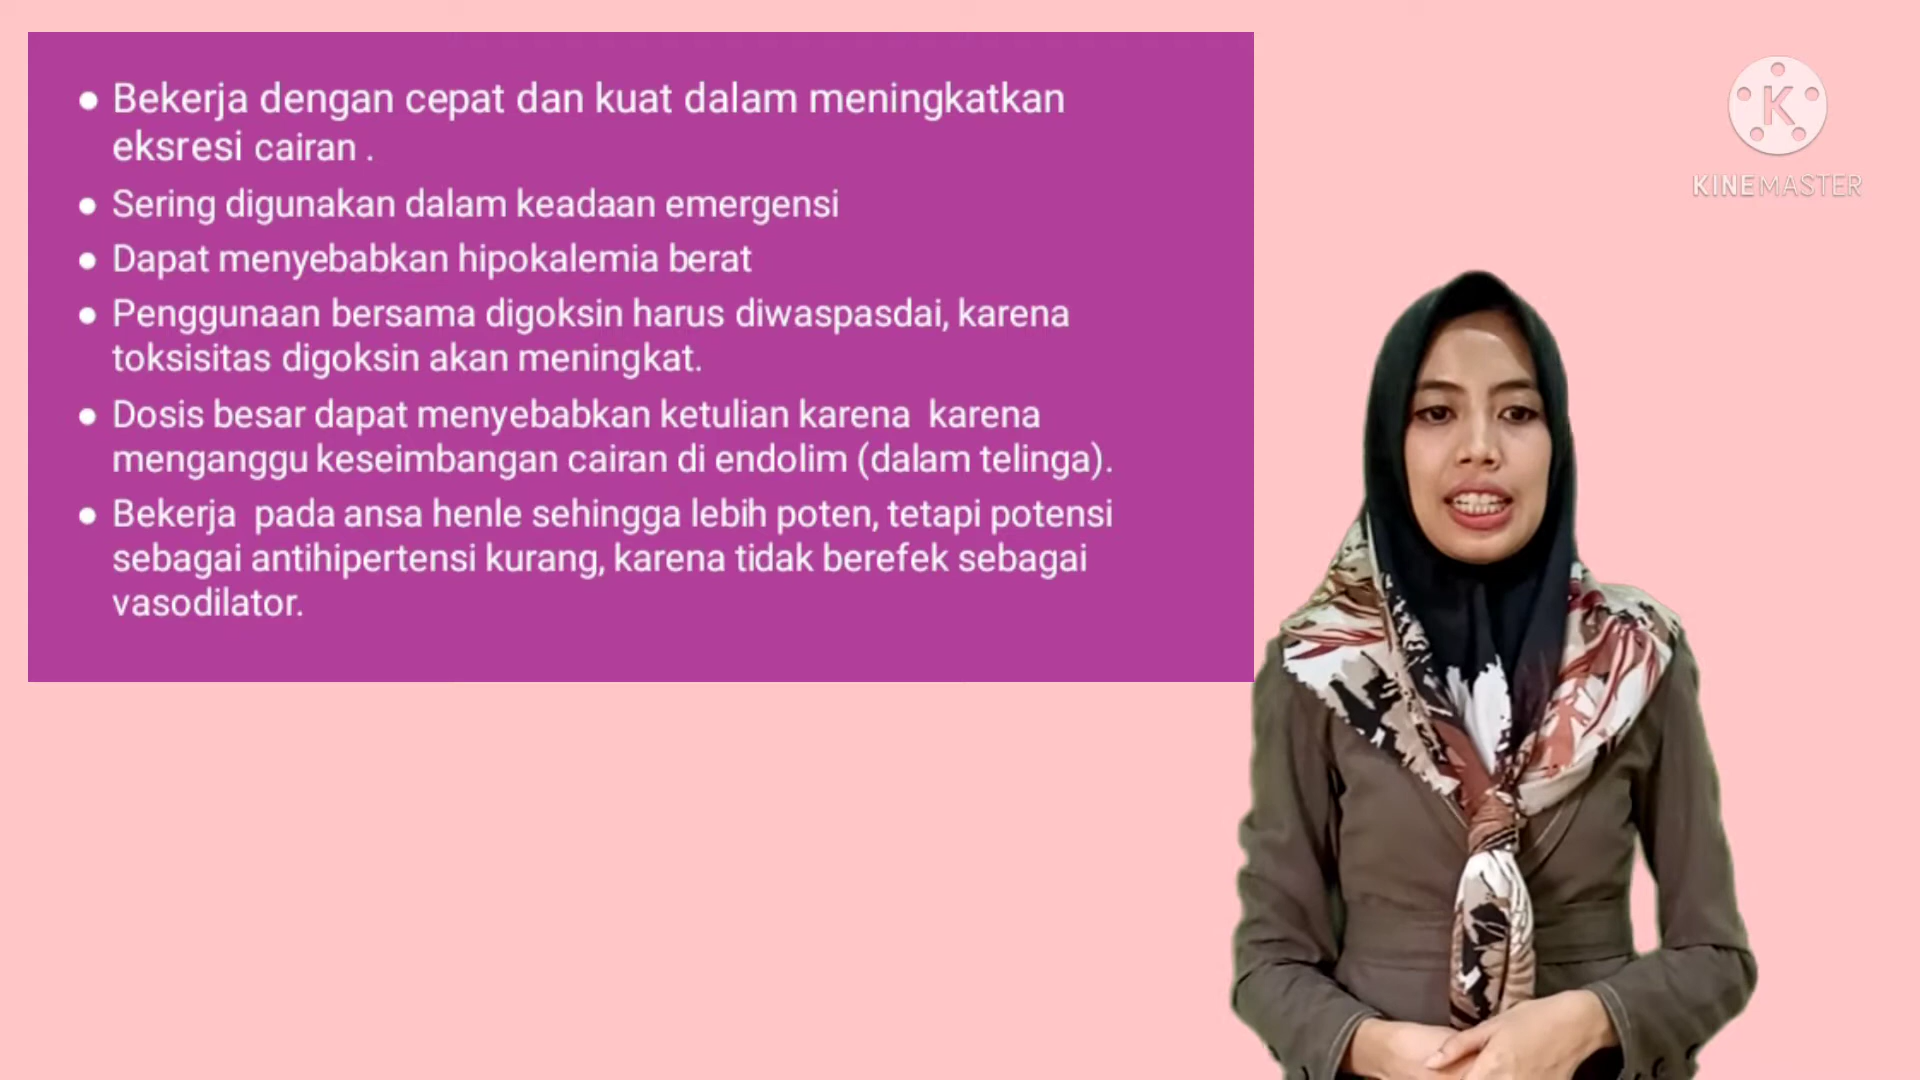 ● Bekerja dengan cepat dan kuat dalam meningkatkan
eksresi cairan .
● Sering digunakan dalam keadaan emergensi
● Dapat menyebabkan hipokalemia berat
● Penggunaan bersama digoksin harus diwaspasdai, karena
toksisitas digoksin akan meningkat.
● Dosis besar dapat menyebabkan ketulian karena  karena
menganggu keseimbangan cairan di endolim (dalam telinga).
● Bekerja  pada ansa henle sehingga lebih poten, tetapi potensi
sebagai antihipertensi kurang, karena tidak berefek sebagai
vasodilator.
K
KINEMASTER